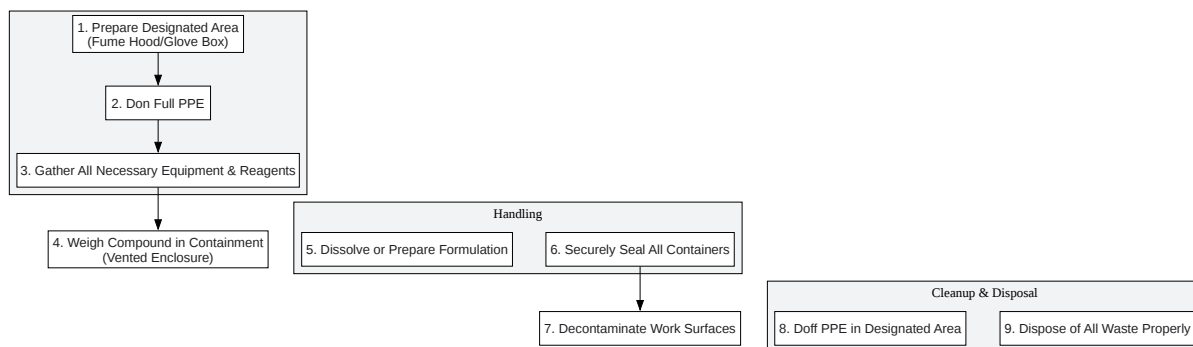 1. Prepare Designated Area
(Fume Hood/Glove Box)
2. Don Full PPE
3. Gather All Necessary Equipment & Reagents
4. Weigh Compound in Containment
(Vented Enclosure)
Handling
5. Dissolve or Prepare Formulation
6. Securely Seal All Containers
7. Decontaminate Work Surfaces
Cleanup & Disposal
8. Doff PPE in Designated Area
9. Dispose of All Waste Properly